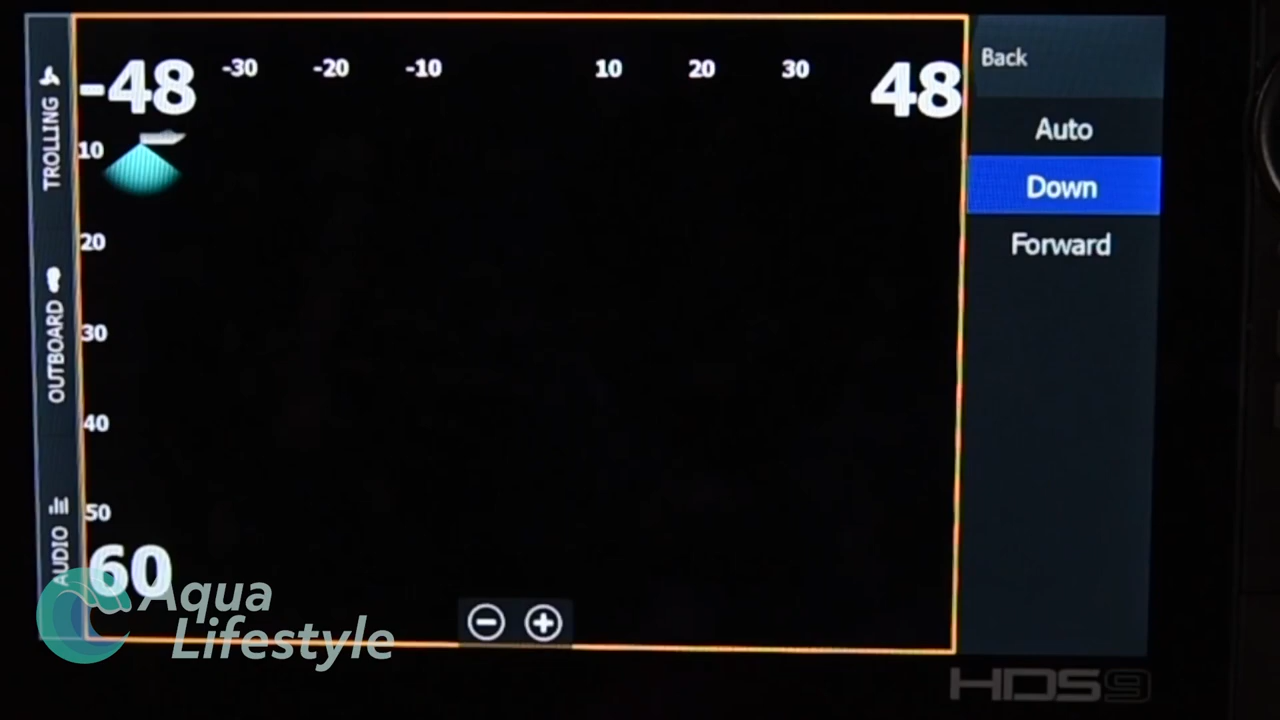 -48 -30 -20 -10 10 20 30 48
10
20
30
40
50
60
TROLLING
OUTBOARD
AUDIO
Back
Auto
Down
Forward
Aqua
Lifestyle
HDS9